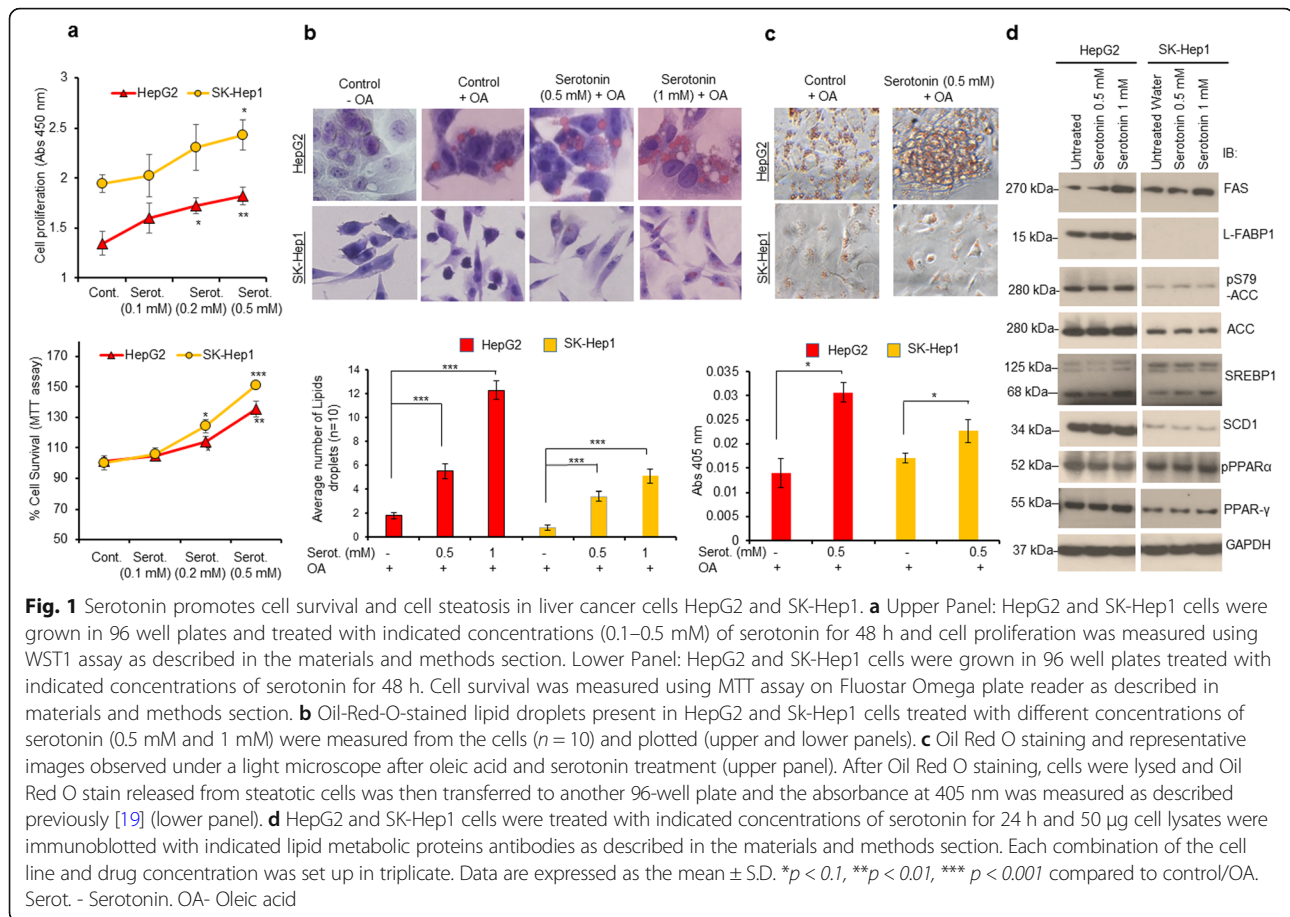 a
HepG2 SK-Hep1
Cell proliferation (Abs 450 nm)
3
2.5
2
1.5
1
*
*
**
Cont. Serot. (0.1 mM) Serot. (0.2 mM) Serot. (0.5 mM)
HepG2 SK-Hep1
% Cell Survival (MTT assay)
170
150
130
110
90
70
50
*
***
*
**
Cont. Serot. (0.1 mM) Serot. (0.2 mM) Serot. (0.5 mM)
b
Control - OA
Control + OA
Serotonin (0.5 mM) + OA
Serotonin (1 mM) + OA
HepG2
SK-Hep1
HepG2 SK-Hep1
Average number of Lipids droplets (n=10)
14
12
10
8
6
4
2
0
***
***
***
***
Serot. (mM) - 0.5 1 - 0.5 1
OA + + + + + +
c
Control + OA
Serotonin (0.5 mM) + OA
HepG2
SK-Hep1
HepG2 SK-Hep1
Abs 405 nm
0.035
0.03
0.025
0.02
0.015
0.01
0.005
0
*
*
Serot. (mM) - 0.5 - 0.5
OA + + + +
d
HepG2 SK-Hep1
Untreated
Serotonin 0.5 mM
Serotonin 1 mM
Untreated Water
Serotonin 0.5 mM
Serotonin 1 mM
IB:
270 kDa FAS
15 kDa L-FABP1
280 kDa pS79 -ACC
280 kDa ACC
125 kDa SREBP1
68 kDa
34 kDa SCD1
52 kDa pPPARα
55 kDa PPAR-γ
37 kDa GAPDH
Fig. 1 Serotonin promotes cell survival and cell steatosis in liver cancer cells HepG2 and SK-Hep1. a Upper Panel: HepG2 and SK-Hep1 cells were
grown in 96 well plates and treated with indicated concentrations (0.1–0.5 mM) of serotonin for 48 h and cell proliferation was measured using
WST1 assay as described in the materials and methods section. Lower Panel: HepG2 and SK-Hep1 cells were grown in 96 well plates treated with
indicated concentrations of serotonin for 48 h. Cell survival was measured using MTT assay on Fluostar Omega plate reader as described in
materials and methods section. b Oil-Red-O-stained lipid droplets present in HepG2 and Sk-Hep1 cells treated with different concentrations of
serotonin (0.5 mM and 1 mM) were measured from the cells (n = 10) and plotted (upper and lower panels). c Oil Red O staining and representative
images observed under a light microscope after oleic acid and serotonin treatment (upper panel). After Oil Red O staining, cells were lysed and Oil
Red O stain released from steatotic cells was then transferred to another 96-well plate and the absorbance at 405 nm was measured as described
previously [19] (lower panel). d HepG2 and SK-Hep1 cells were treated with indicated concentrations of serotonin for 24 h and 50 μg cell lysates were
immunoblotted with indicated lipid metabolic proteins antibodies as described in the materials and methods section. Each combination of the cell
line and drug concentration was set up in triplicate. Data are expressed as the mean ± S.D. *p < 0.1, **p < 0.01, *** p < 0.001 compared to control/OA.
Serot. - Serotonin. OA- Oleic acid